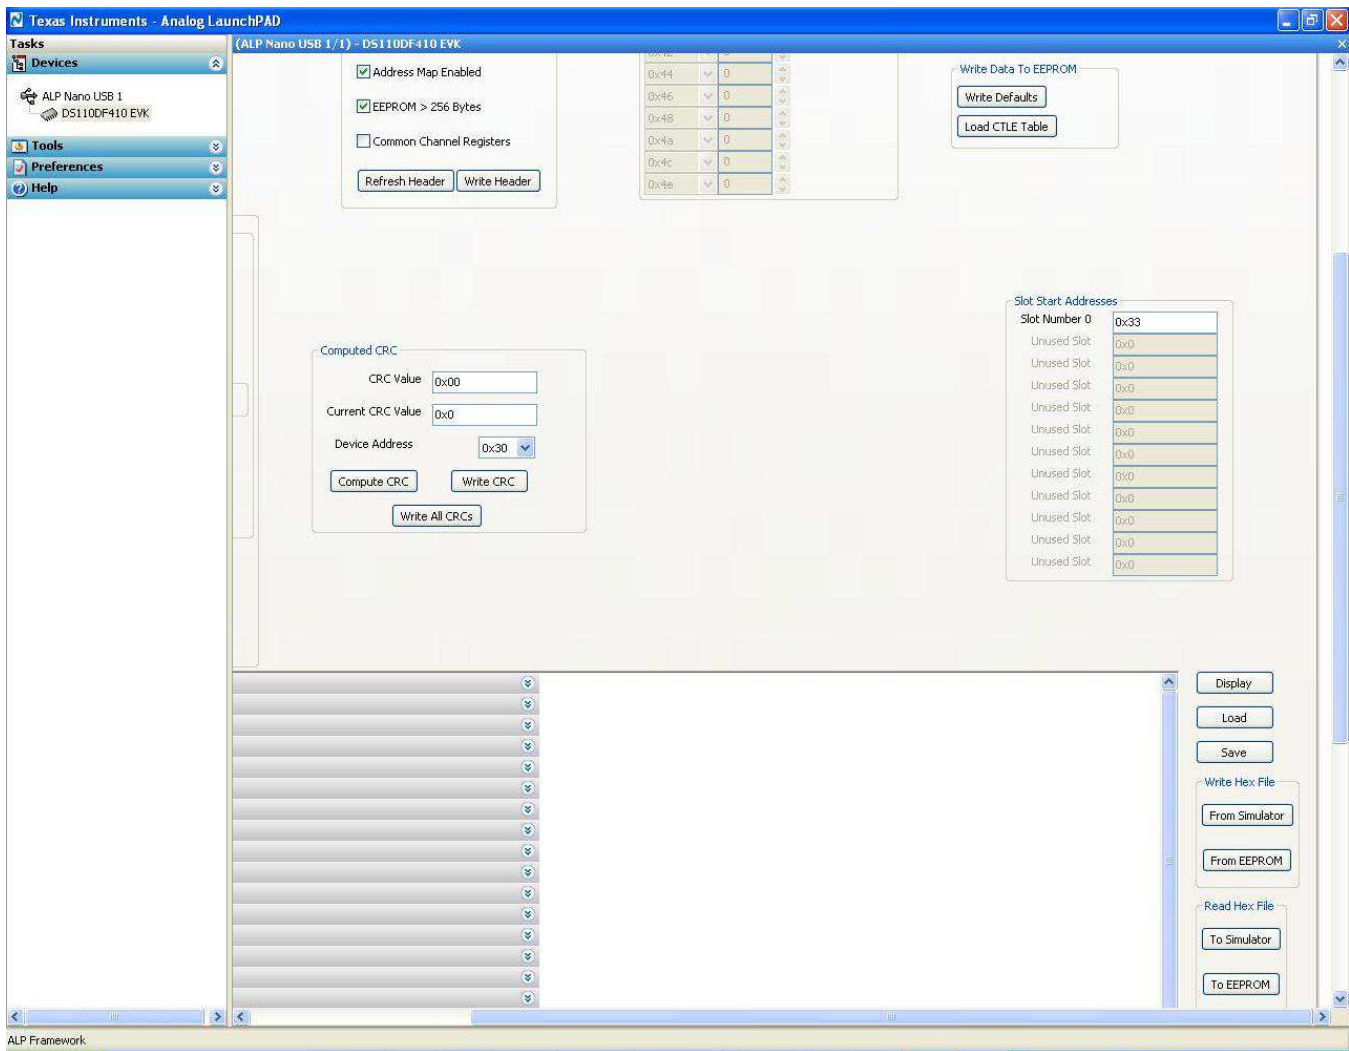 Texas Instruments - Analog LaunchPAD
Tasks
(ALP Nano USB 1/1) - DS110DF410 EVK
Devices
ALP Nano USB 1
DS110DF410 EVK
Tools
Preferences
Help
Address Map Enabled
EEPROM > 256 Bytes
Common Channel Registers
Refresh Header Write Header
0x44 0
0x46 0
0x48 0
0x4a 0
0x4c 0
0x4e 0
Write Data To EEPROM
Write Defaults
Load CTLE Table
Slot Start Addresses
Slot Number 0 0x33
Unused Slot 0x0
Unused Slot 0x0
Unused Slot 0x0
Unused Slot 0x0
Unused Slot 0x0
Unused Slot 0x0
Unused Slot 0x0
Unused Slot 0x0
Unused Slot 0x0
Unused Slot 0x0
Unused Slot 0x0
Computed CRC
CRC Value 0x00
Current CRC Value 0x0
Device Address 0x30
Compute CRC Write CRC
Write All CRCs
Display
Load
Save
Write Hex File
From Simulator
From EEPROM
Read Hex File
To Simulator
To EEPROM
ALP Framework